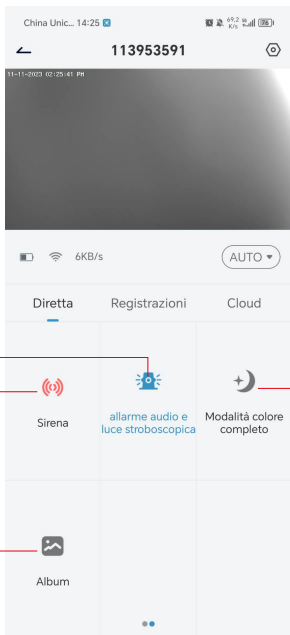 China Unic... 14:25
69,2 K/s
113953591
11-11-2023 02:25:41 PM
6KB/s
AUTO
Diretta Registrazioni Cloud
Sirena
allarme audio e
luce stroboscopica
Modalità colore
completo
Album